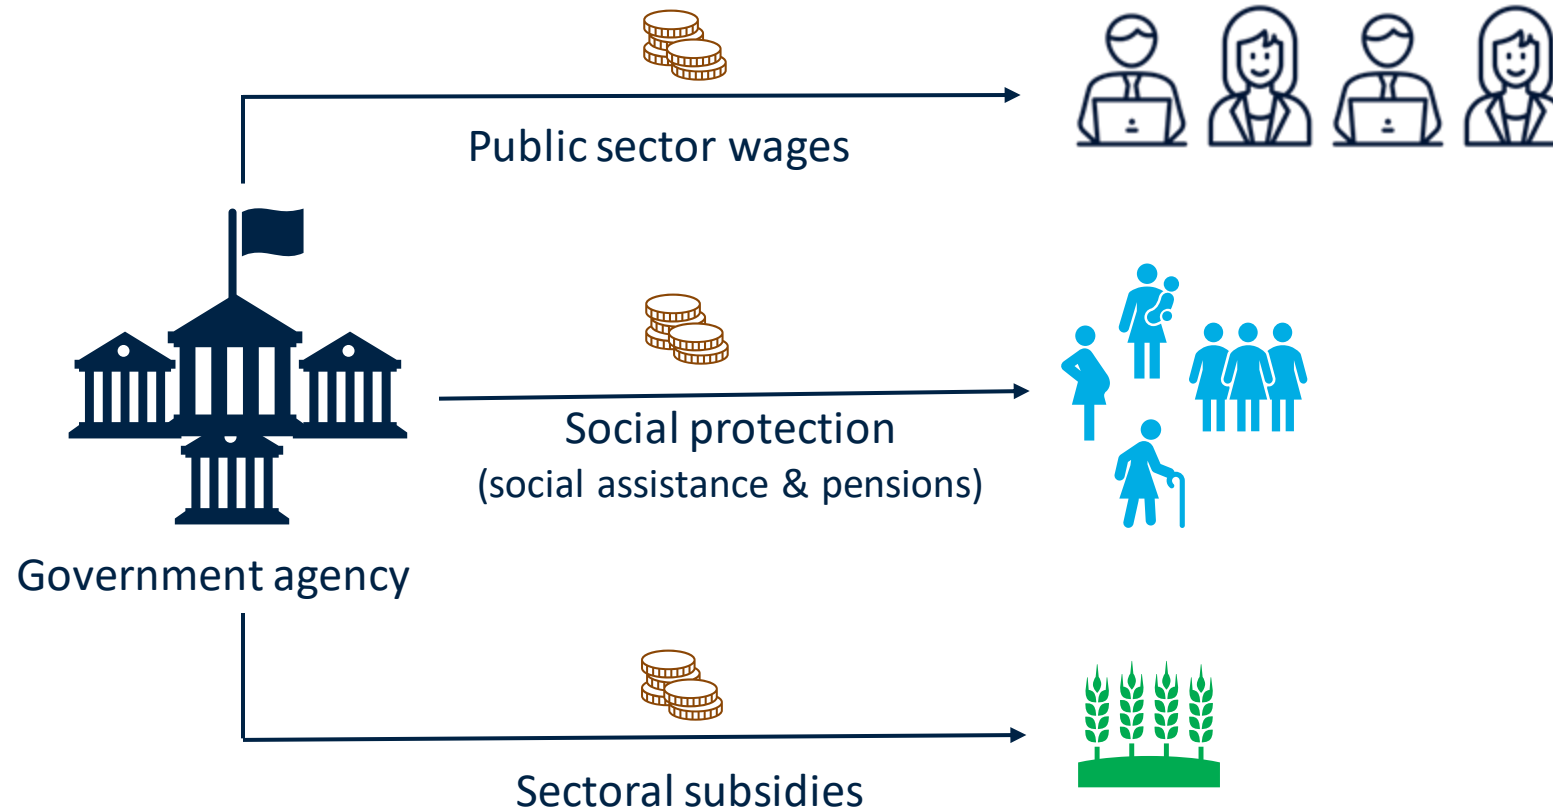 Public sector wages
Social protection
(social assistance & pensions)
Government agency
Sectoral subsidies